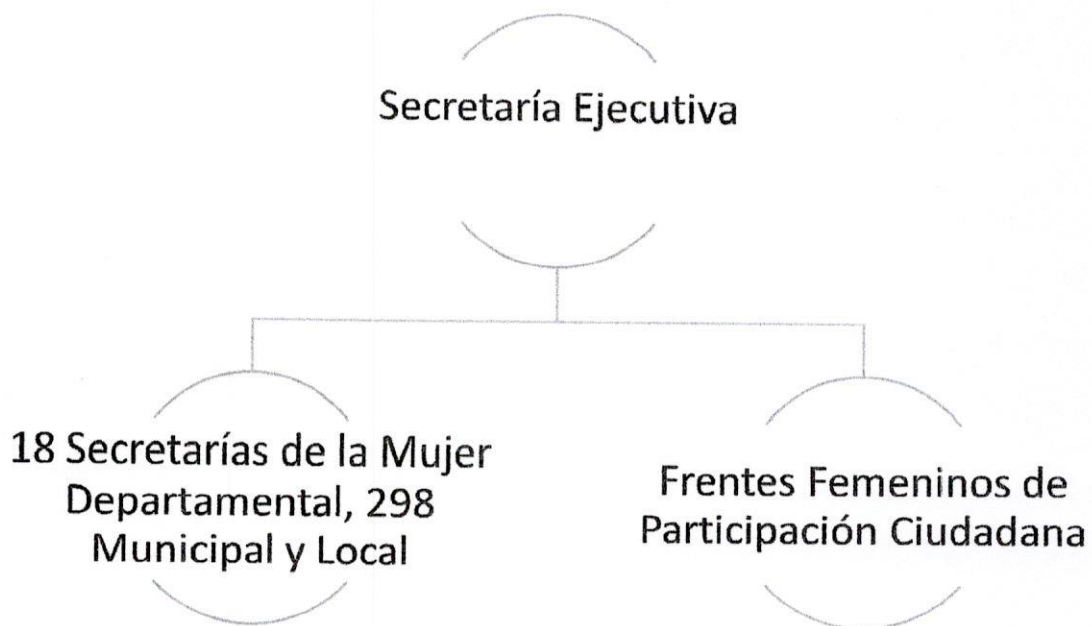 Secretaría Ejecutiva
18 Secretarías de la Mujer
Departamental, 298
Municipal y Local
Frentes Femeninos de
Participación Ciudadana